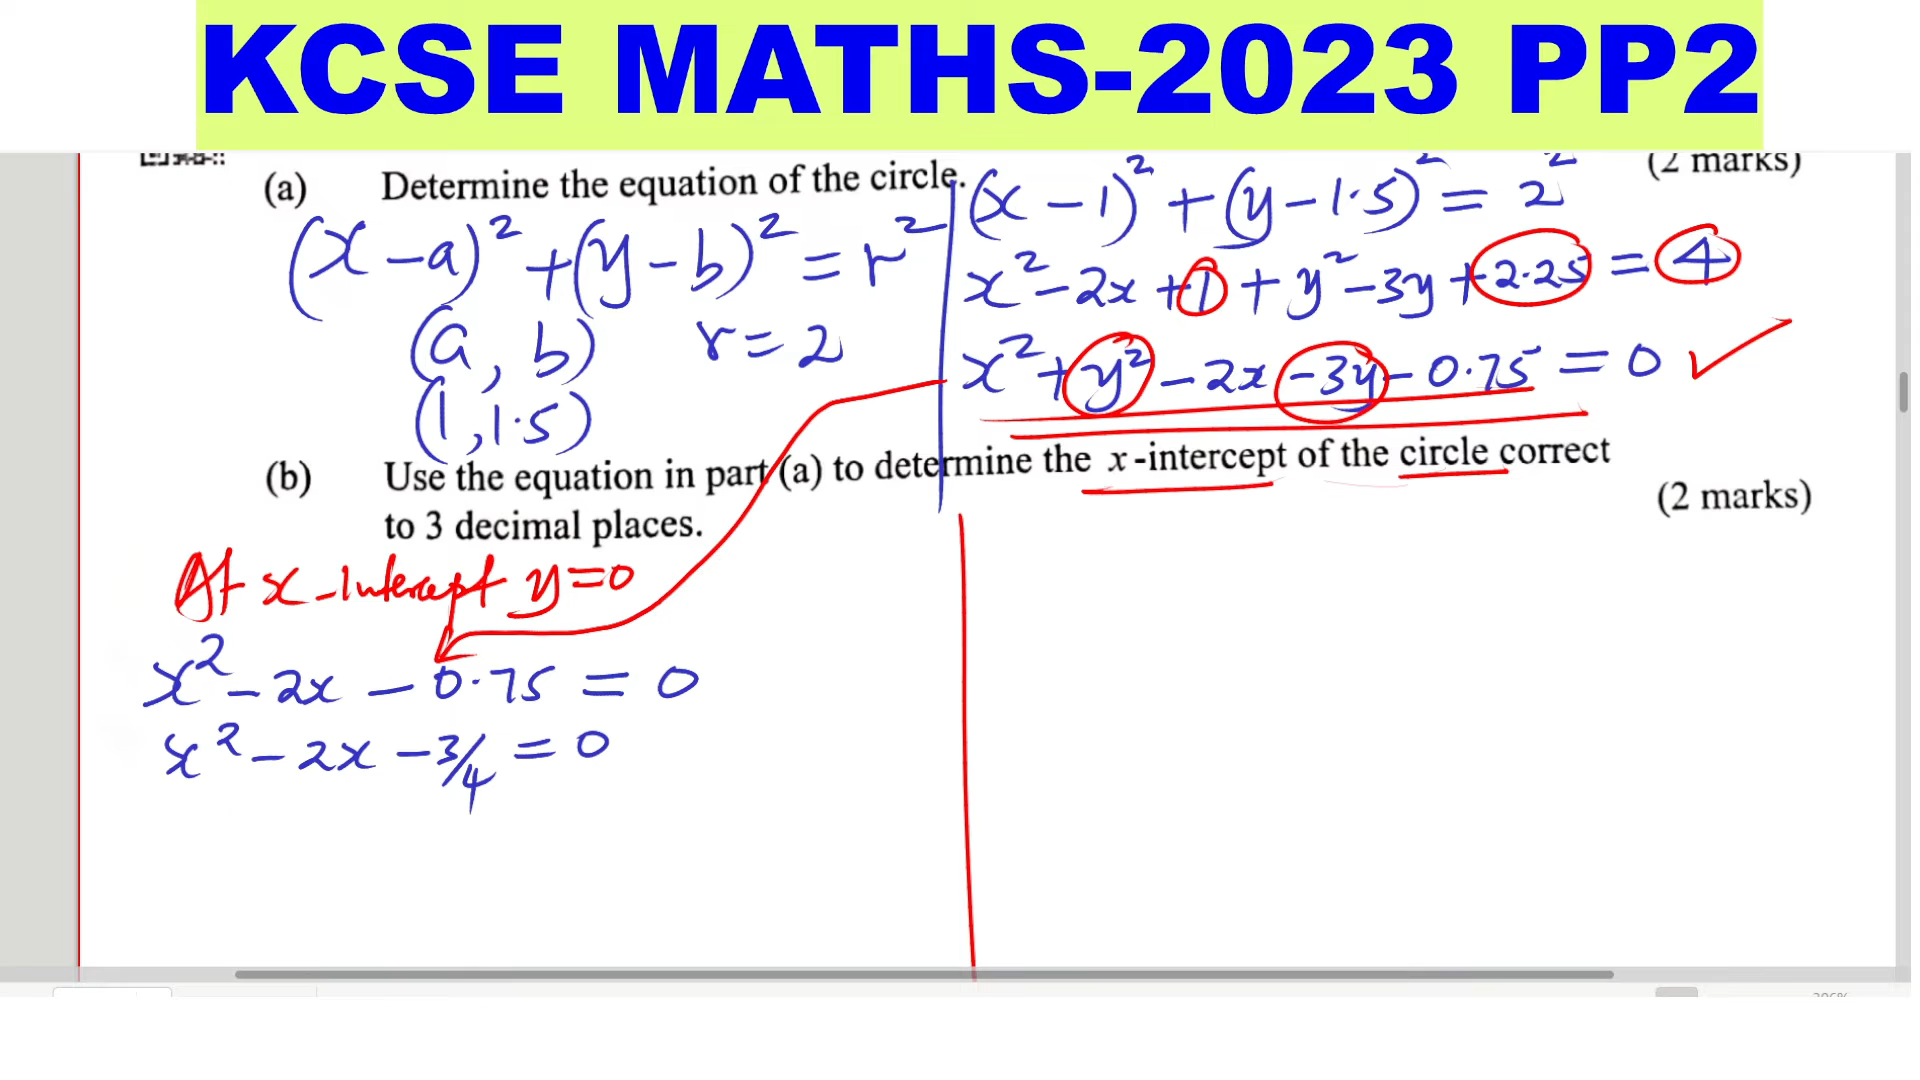 KCSE MATHS-2023 PP2
(2 marks)
(a) Determine the equation of the circle.
(x-a)² + (y-b)² = r²
(a, b) r = 2
(1, 1.5)
(x-1)² + (y-1.5)² = 2²
x² - 2x + 1 + y² - 3y + 2.25 = 4
x² + y² - 2x - 3y - 0.75 = 0 ✓
(b) Use the equation in part (a) to determine the x-intercept of the circle correct
to 3 decimal places.
(2 marks)
At x-intercept y=0
x² - 2x - 0.75 = 0
x² - 2x - 3/4 = 0